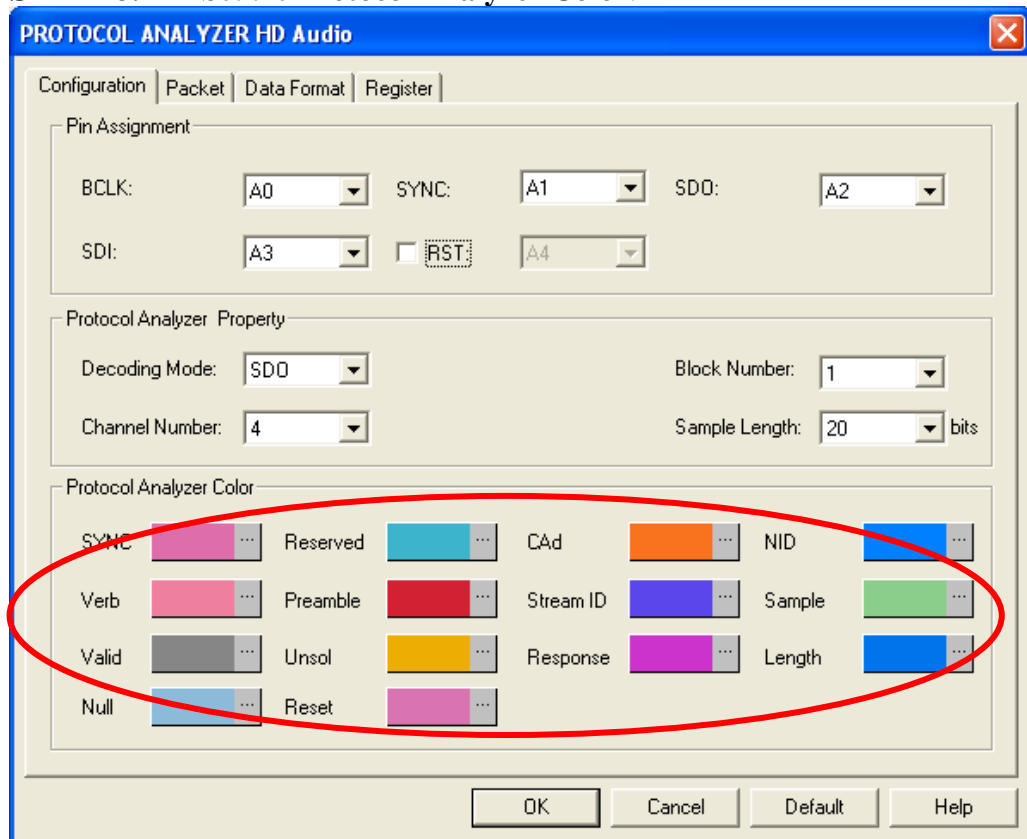 PROTOCOL ANALYZER HD Audio
Configuration Packet Data Format Register
Pin Assignment
BCLK: A0 SYNC: A1 SDO: A2
SDI: A3 RST: A4
Protocol Analyzer Property
Decoding Mode: SDO Block Number: 1
Channel Number: 4 Sample Length: 20 bits
Protocol Analyzer Color
SYNC ... Reserved ... CAd ... NID ...
Verb ... Preamble ... Stream ID ... Sample ...
Valid ... Unsol ... Response ... Length ...
Null ... Reset ...
OK Cancel Default Help